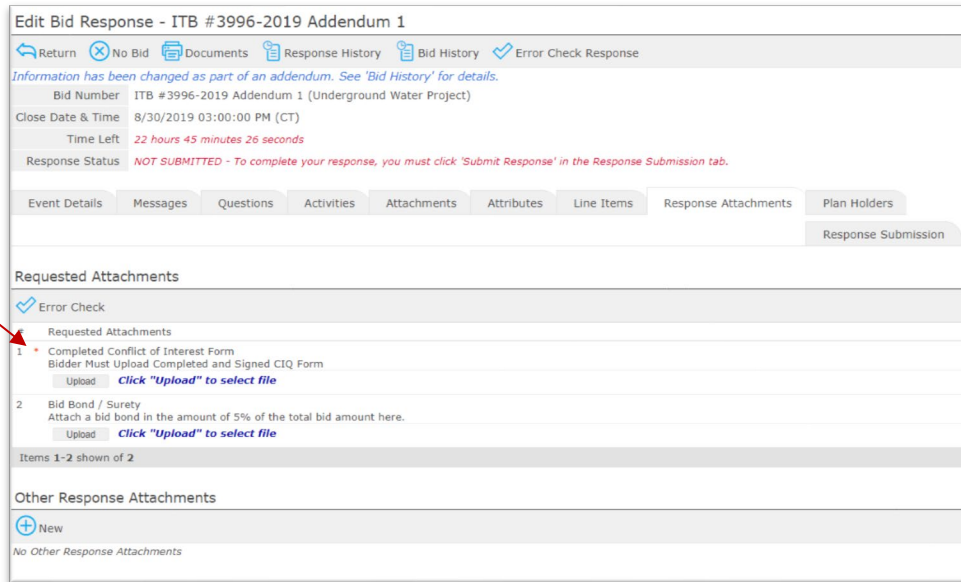 Edit Bid Response - ITB #3996-2019 Addendum 1
Return No Bid Documents Response History Bid History Error Check Response
Information has been changed as part of an addendum. See 'Bid History' for details.
Bid Number ITB #3996-2019 Addendum 1 (Underground Water Project)
Close Date & Time 8/30/2019 03:00:00 PM (CT)
Time Left 22 hours 45 minutes 26 seconds
Response Status NOT SUBMITTED - To complete your response, you must click 'Submit Response' in the Response Submission tab.
Event Details Messages Questions Activities Attachments Attributes Line Items Response Attachments Plan Holders
Response Submission
Requested Attachments
Error Check
Requested Attachments
1 * Completed Conflict of Interest Form
Bidder Must Upload Completed and Signed CIQ Form
Upload Click "Upload" to select file
2 Bid Bond / Surety
Attach a bid bond in the amount of 5% of the total bid amount here.
Upload Click "Upload" to select file
Items 1-2 shown of 2
Other Response Attachments
New
No Other Response Attachments